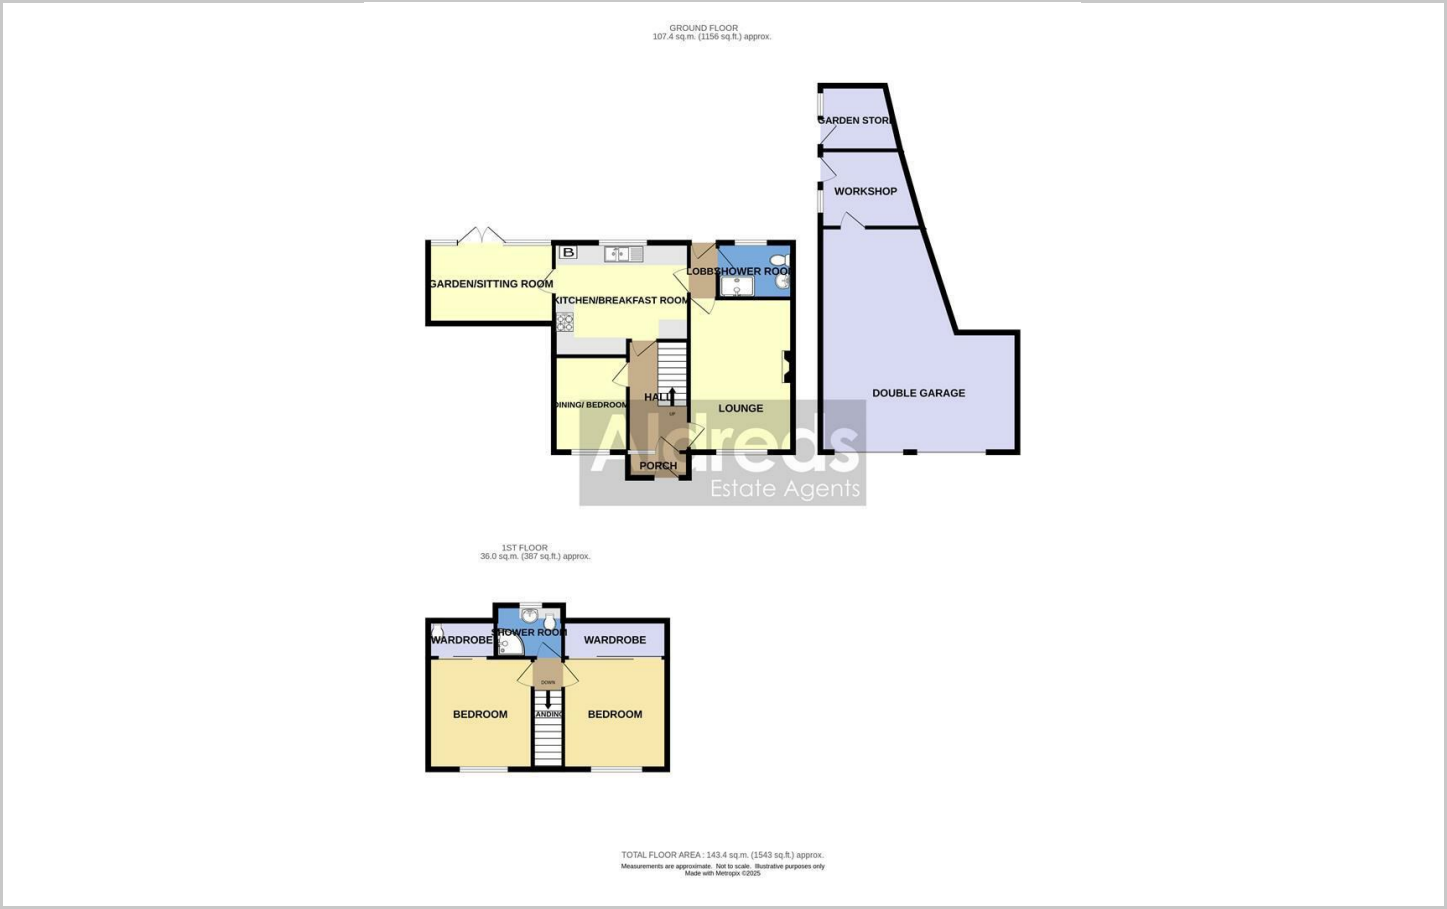 GROUND FLOOR
107.4 sq.m. (1156 sq.ft.) approx.
GARDEN STORE
WORKSHOP
DOUBLE GARAGE
GARDEN/SITTING ROOM
B
KITCHEN/BREAKFAST ROOM
LOBBY
SHOWER ROOM
DINING/ BEDROOM
HALL
UP
LOUNGE
PORCH
Aldreds
Estate Agents
1ST FLOOR
36.0 sq.m. (387 sq.ft.) approx.
WARDROBE
SHOWER ROOM
WARDROBE
DOWN
BEDROOM
LANDING
BEDROOM
TOTAL FLOOR AREA : 143.4 sq.m. (1543 sq.ft.) approx.
Measurements are approximate. Not to scale. Illustrative purposes only
Made with Metropix ©2025